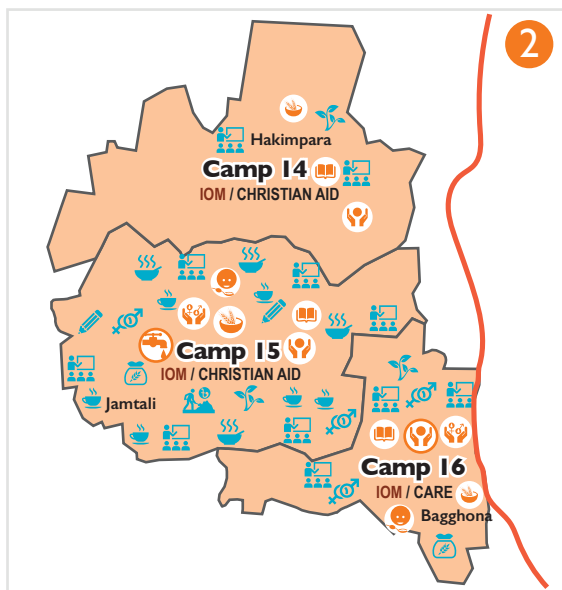 2
Hakimpara
Camp 14
IOM / CHRISTIAN AID
Camp 15
IOM / CHRISTIAN AID
Jamtali
Camp 16
IOM / CARE
Bagghona